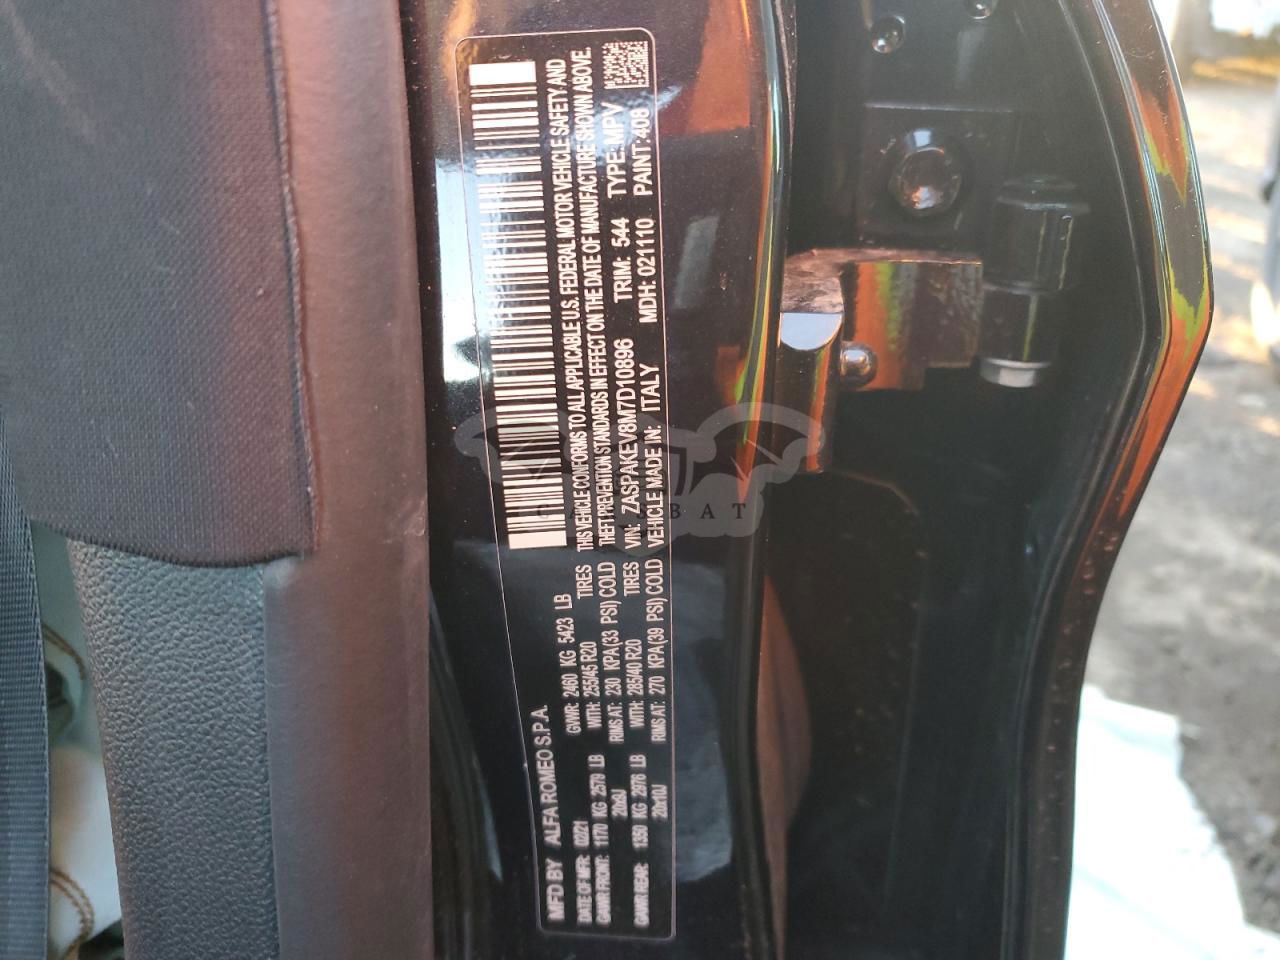 MFD BY ALFA ROMEO S.P.A.
DATE OF MFR: 02/21 GVWR: 2460 KG 5423 LB
GAWR FRONT: 1170 KG 2579 LB WITH: 255/45 R20 TIRES
20x9J RIMS AT: 230 KPA(33 PSI) COLD
GAWR REAR: 1350 KG 2976 LB WITH: 285/40 R20 TIRES
20x10J RIMS AT: 270 KPA(39 PSI) COLD
THIS VEHICLE CONFORMS TO ALL APPLICABLE U.S. FEDERAL MOTOR VEHICLE SAFETY AND
THEFT PREVENTION STANDARDS IN EFFECT ON THE DATE OF MANUFACTURE SHOWN ABOVE.
VIN: ZASPAKEV8M7D10896 TRIM: 544 TYPE: MPV
VEHICLE MADE IN: ITALY MDH: 021110 PAINT: 408